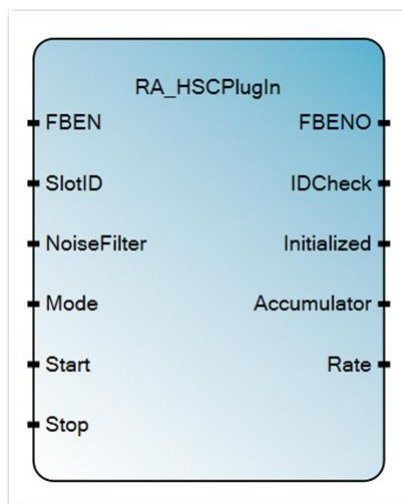 RA_HSCPlugIn
FBEN FBENO
SlotID IDCheck
NoiseFilter Initialized
Mode Accumulator
Start Rate
Stop